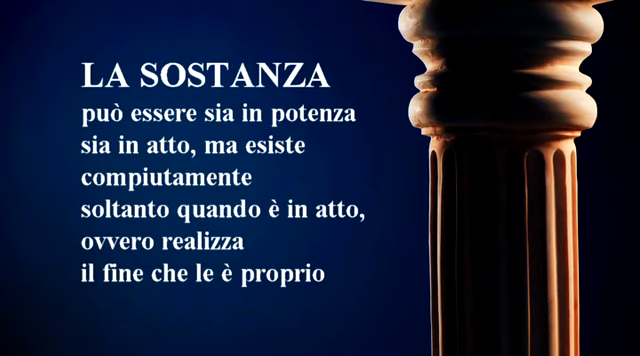 LA SOSTANZA
può essere sia in potenza
sia in atto, ma esiste
compiutamente
soltanto quando è in atto,
ovvero realizza
il fine che le è proprio